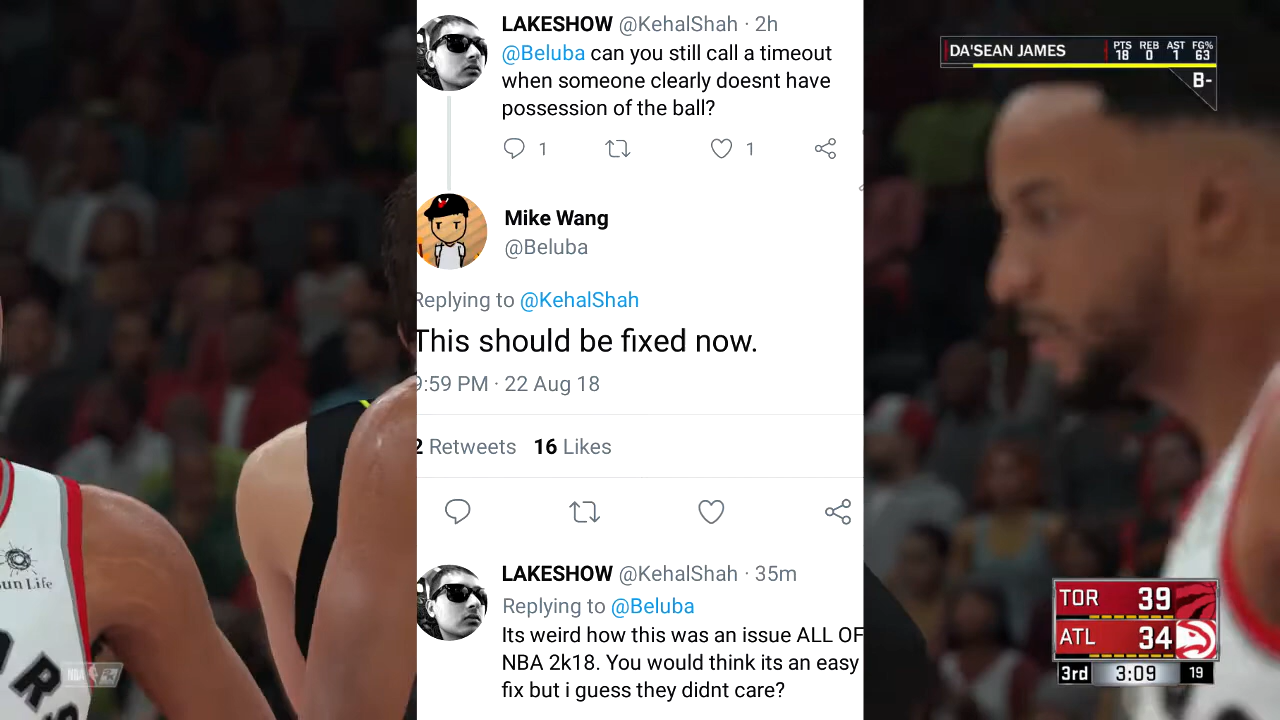 LAKESHOW @KehalShah · 2h
@Beluba can you still call a timeout
when someone clearly doesnt have
possession of the ball?
1 1
Mike Wang
@Beluba
Replying to @KehalShah
This should be fixed now.
9:59 PM · 22 Aug 18
2 Retweets 16 Likes
LAKESHOW @KehalShah · 35m
Replying to @Beluba
Its weird how this was an issue ALL OF
NBA 2k18. You would think its an easy
fix but i guess they didnt care?
DA'SEAN JAMES PTS REB AST FG%
18 0 1 63
B-
TOR 39
ATL 34
3rd 3:09 19
Sun Life
NBA 2K